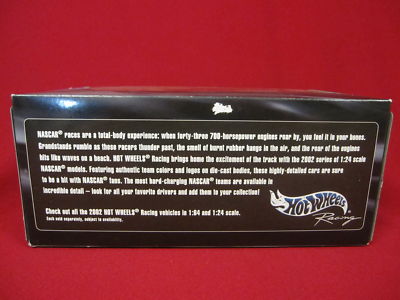 NASCAR® races are a total-body experience: when forty-three 700-horsepower engines roar by, you feel it in your bones.
Grandstands rumble as these racers thunder past, the smell of burnt rubber hangs in the air, and the roar of the engines
hits like waves on a beach. HOT WHEELS® Racing brings home the excitement of the track with the 2002 series of 1:24 scale
NASCAR® models. Featuring authentic team colors and logos on die-cast bodies, these highly-detailed cars are sure
to be a hit with NASCAR® fans. The most hard-charging NASCAR® teams are available in
incredible detail – look for all your favorite drivers and add them to your collection.
Check out all the 2002 HOT WHEELS® Racing vehicles in 1:64 and 1:24 scale.
Each sold separately, subject to availability.
HOT WHEELS
Racing